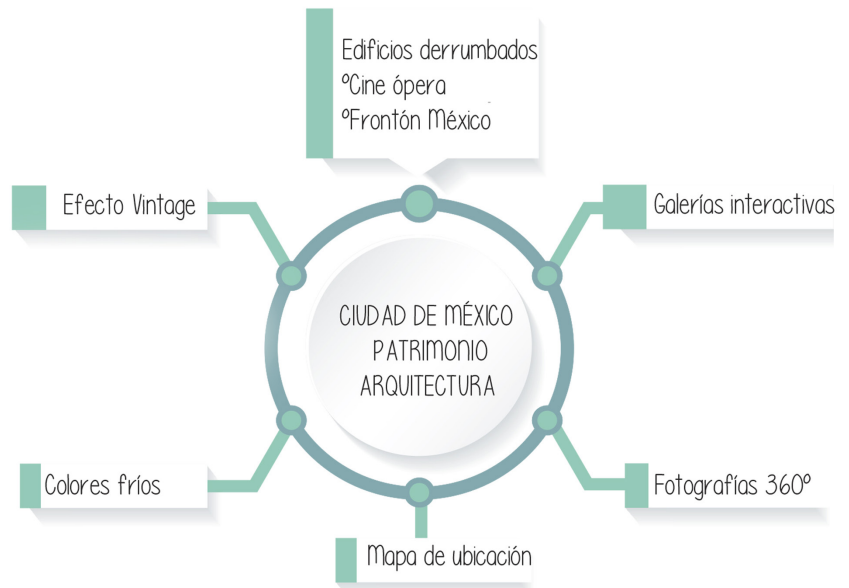 Edificios derrumbados
ºCine ópera
ºFrontón México
Efecto Vintage
Galerías interactivas
CIUDAD DE MÉXICO
PATRIMONIO
ARQUITECTURA
Colores fríos
Fotografías 360º
Mapa de ubicación